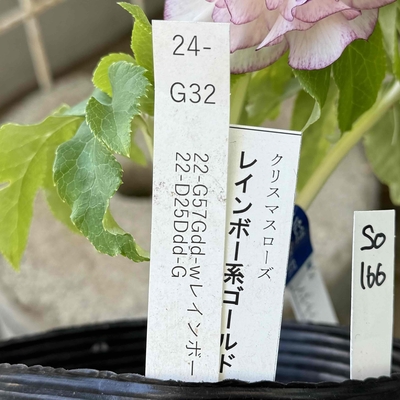 24-
G32
22-G57Gdd-wレインボー
22-D25Ddd-G
クリスマスローズ
レインボー系ゴールド
So
166